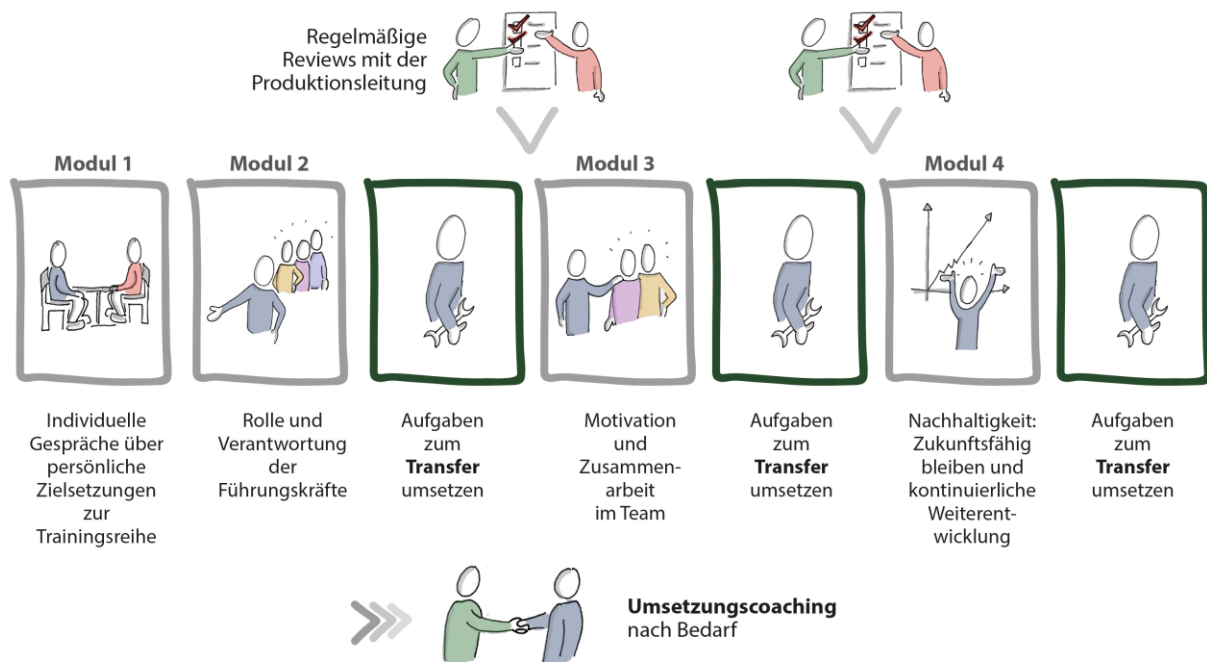 Regelmäßige
Reviews mit der
Produktionsleitung
Modul 1
Modul 2
Modul 3
Modul 4
Individuelle
Gespräche über
persönliche
Zielsetzungen
zur
Trainingsreihe
Rolle und
Verantwortung
der
Führungskräfte
Aufgaben
zum
Transfer
umsetzen
Motivation
und
Zusammen-
arbeit
im Team
Aufgaben
zum
Transfer
umsetzen
Nachhaltigkeit:
Zukunftsfähig
bleiben und
kontinuierliche
Weiterent-
wicklung
Aufgaben
zum
Transfer
umsetzen
Umsetzungscoaching
nach Bedarf